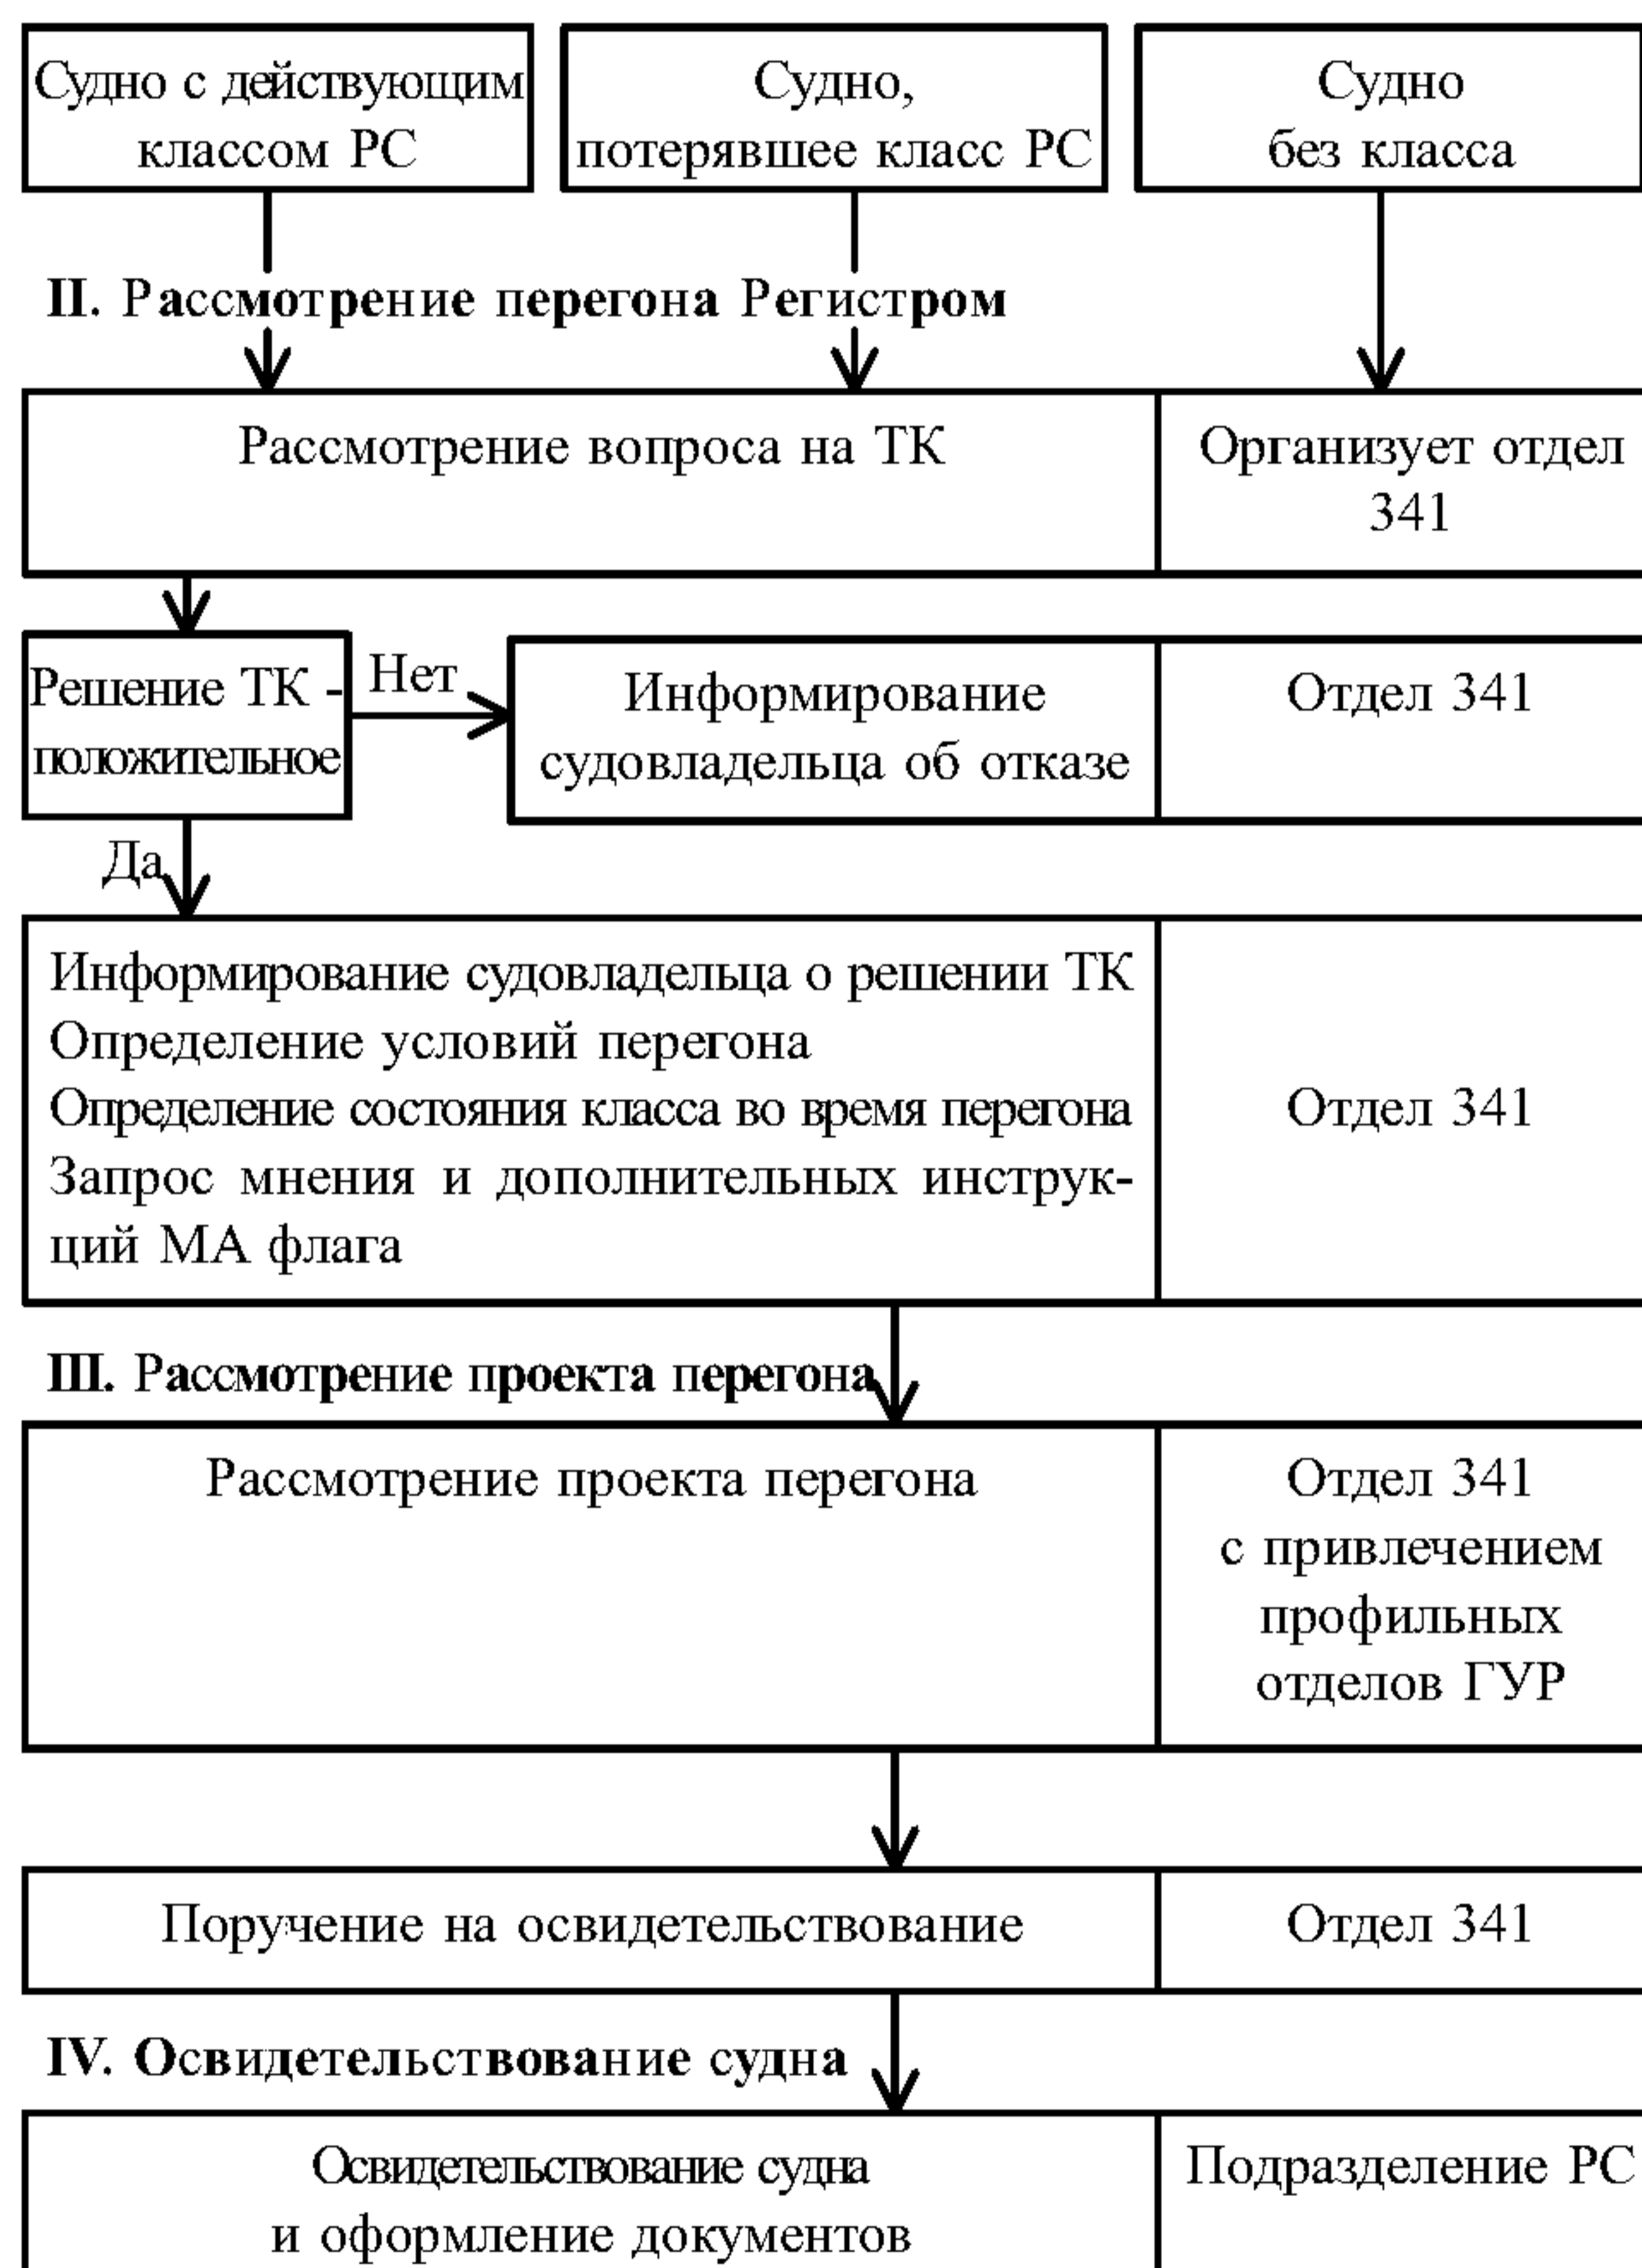 Судно с действующим
классом РС
Судно,
потерявшее класс РС
Судно
без класса
II. Рассмотрение перегона Регистром
Рассмотрение вопроса на ТК
Организует отдел
341
Решение ТК -
положительное
Нет
Информирование
судовладельца об отказе
Отдел 341
Да
Информирование судовладельца о решении ТК
Определение условий перегона
Определение состояния класса во время перегона
Запрос мнения и дополнительных инструк-
ций МА флага
Отдел 341
III. Рассмотрение проекта перегона
Рассмотрение проекта перегона
Отдел 341
с привлечением
профильных
отделов ГУР
Поручение на освидетельствование
Отдел 341
IV. Освидетельствование судна
Освидетельствование судна
и оформление документов
Подразделение РС